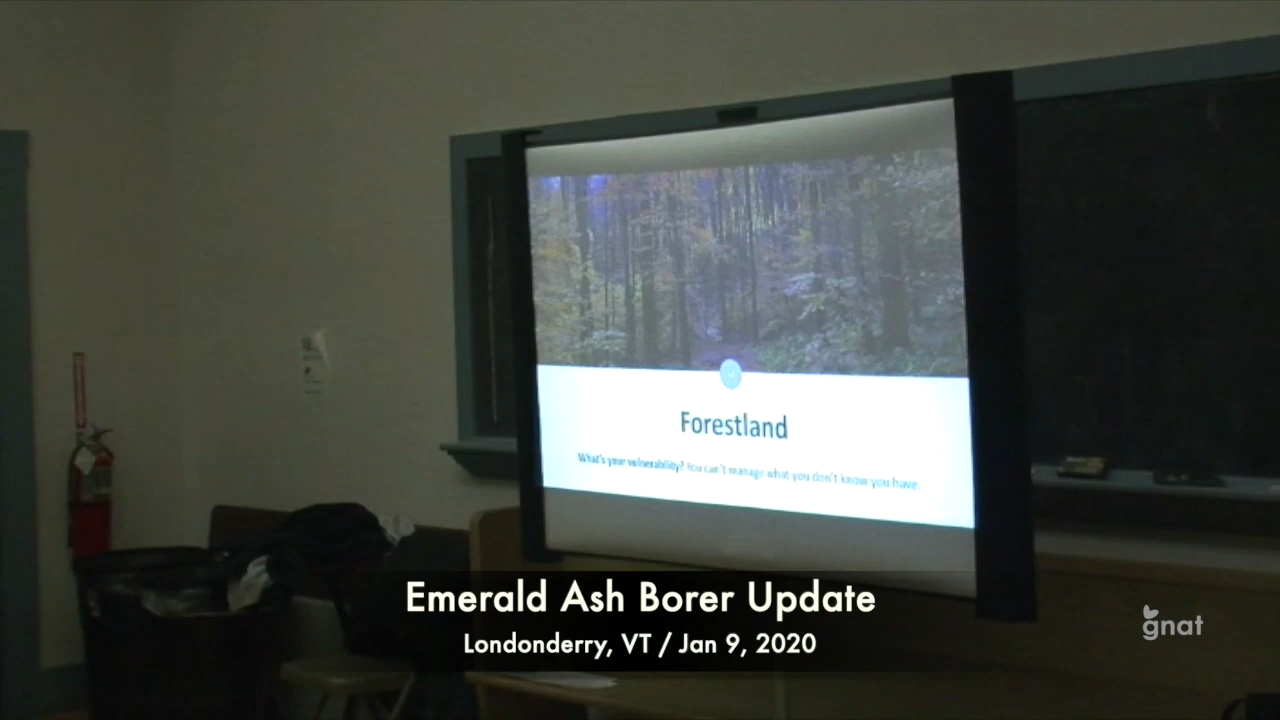 Forestland
What's your vulnerability? You can't manage what you don't know you have.
Emerald Ash Borer Update
Londonderry, VT / Jan 9, 2020
gnat